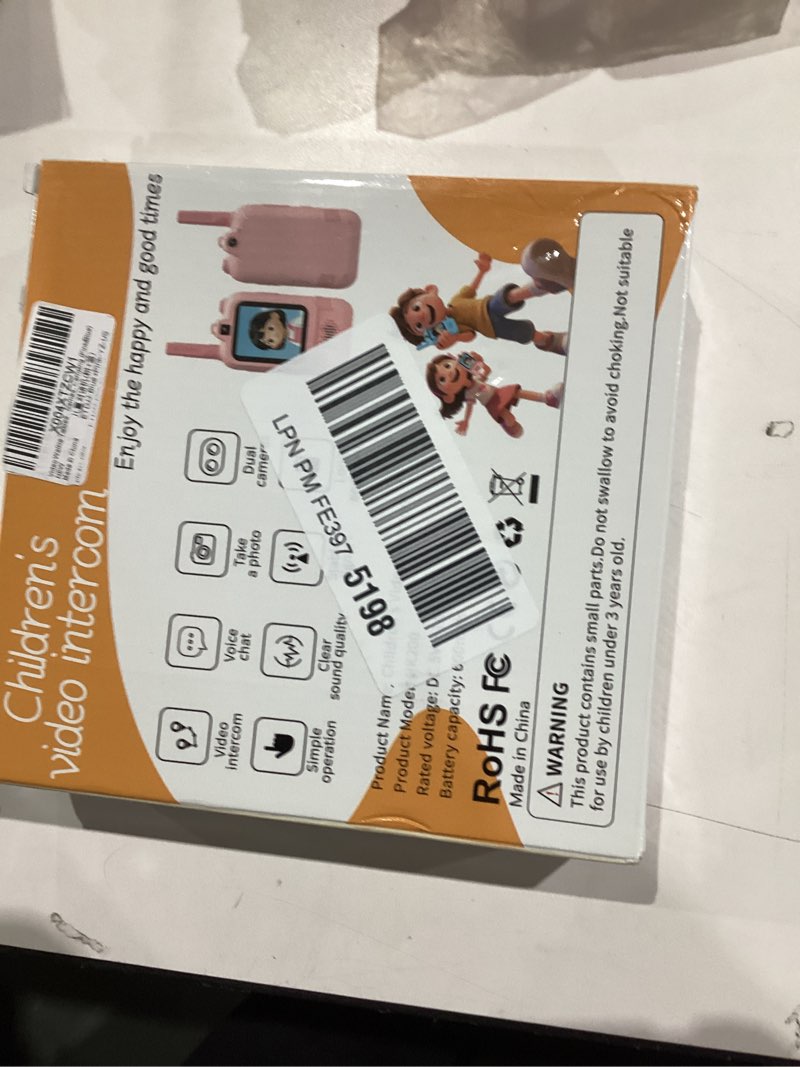 Children's
video intercom
X004XTZCW1
Enjoy the happy and good times
Video
intercom
Voice
chat
Take
a photo
Dual
camera
Simple
operation
Clear
sound quality
LPN PM FE397 5198
Product Name:
Product Model:
Rated voltage: D
Battery capacity:
RoHS FC
Made in China
WARNING
This product contains small parts.Do not swallow to avoid choking.Not suitable
for use by children under 3 years old.